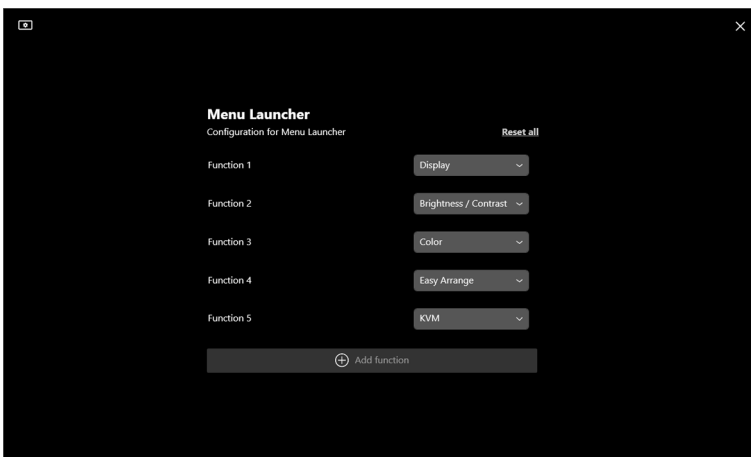 Menu Launcher
Configuration for Menu Launcher Reset all
Function 1 Display
Function 2 Brightness / Contrast
Function 3 Color
Function 4 Easy Arrange
Function 5 KVM
Add function